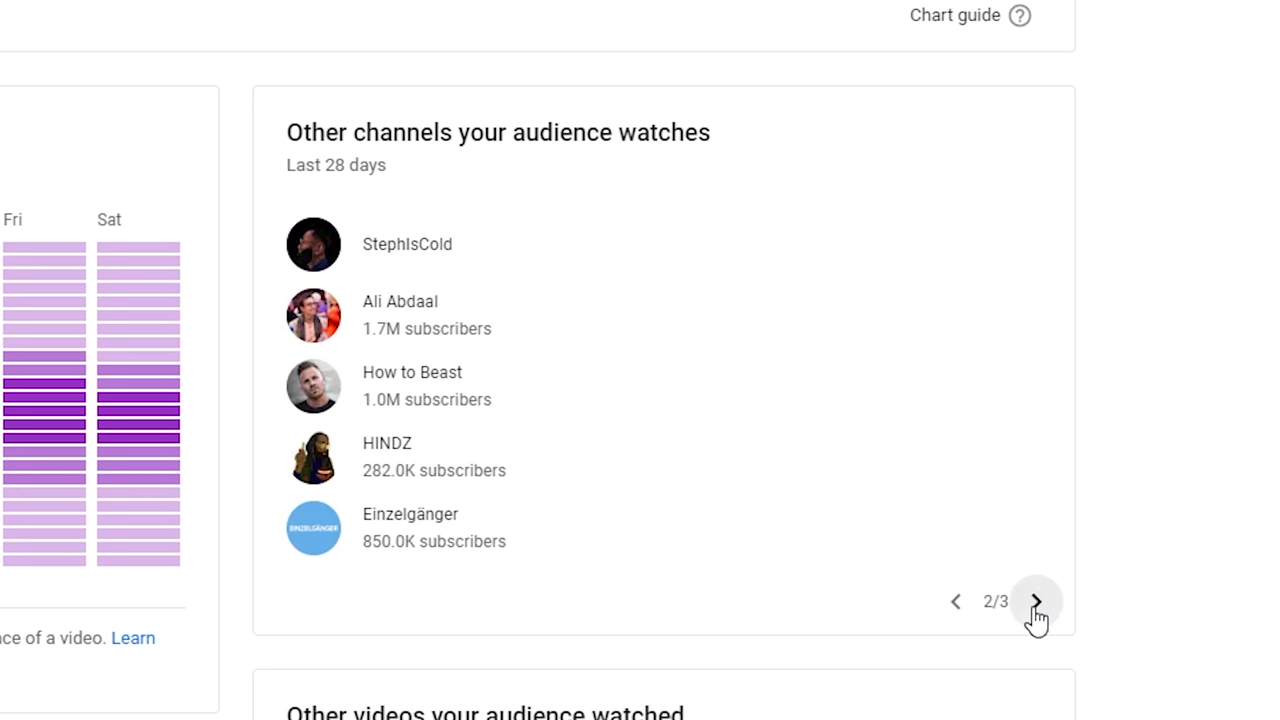 Chart guide ?
Other channels your audience watches
Last 28 days
Fri Sat
StephIsCold
Ali Abdaal
1.7M subscribers
How to Beast
1.0M subscribers
HINDZ
282.0K subscribers
EINZELGÄNGER
Einzelgänger
850.0K subscribers
2/3
nce of a video. Learn
Other videos your audience watched